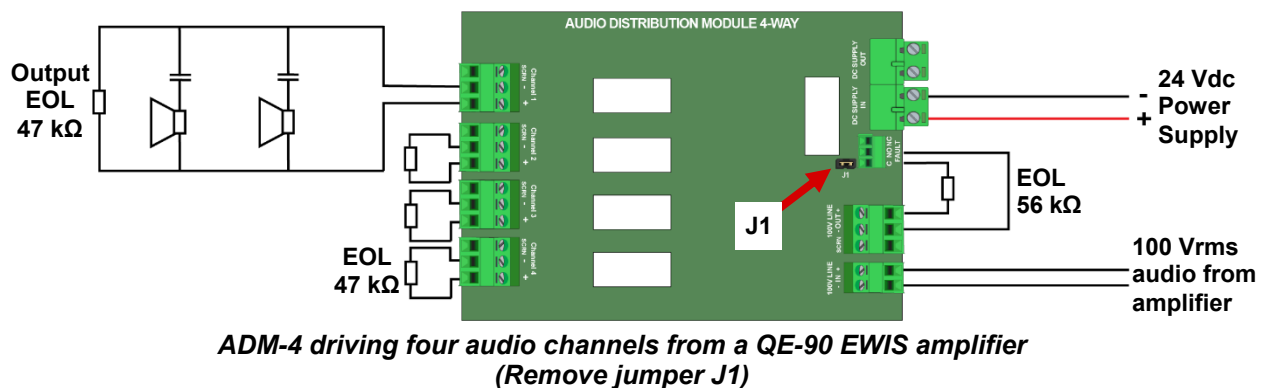 AUDIO DISTRIBUTION MODULE 4-WAY
Output
EOL
47 kΩ
Channel 1
SCRN - +
Channel 2
SCRN - +
Channel 3
SCRN - +
Channel 4
SCRN - +
EOL
47 kΩ
DC SUPPLY
OUT
DC SUPPLY
IN
- 24 Vdc
Power
+ Supply
C NO NC
FAULT
J1
J1
EOL
56 kΩ
100V LINE
SCRN - OUT +
100V LINE
- IN +
100 Vrms
audio from
amplifier
ADM-4 driving four audio channels from a QE-90 EWIS amplifier
(Remove jumper J1)